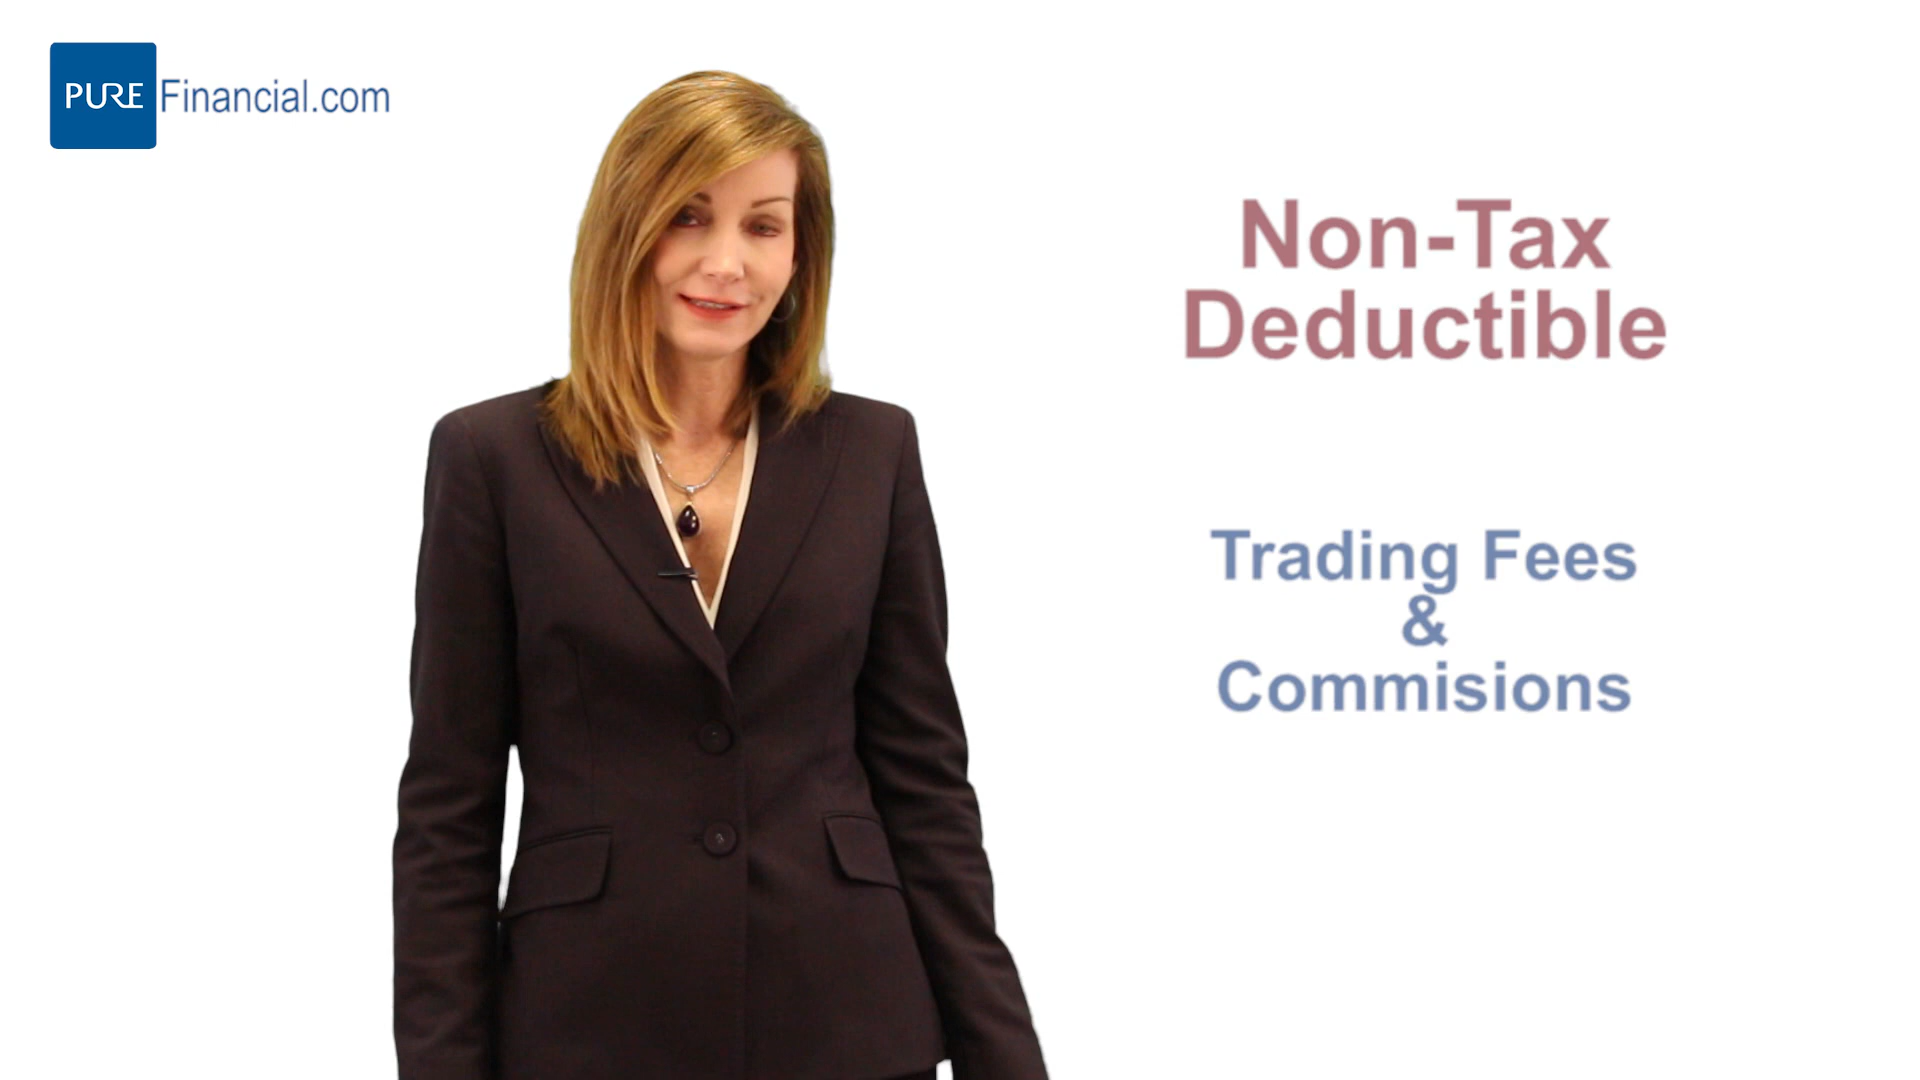 PURE Financial.com
Non-Tax
Deductible
Trading Fees
&
Commisions